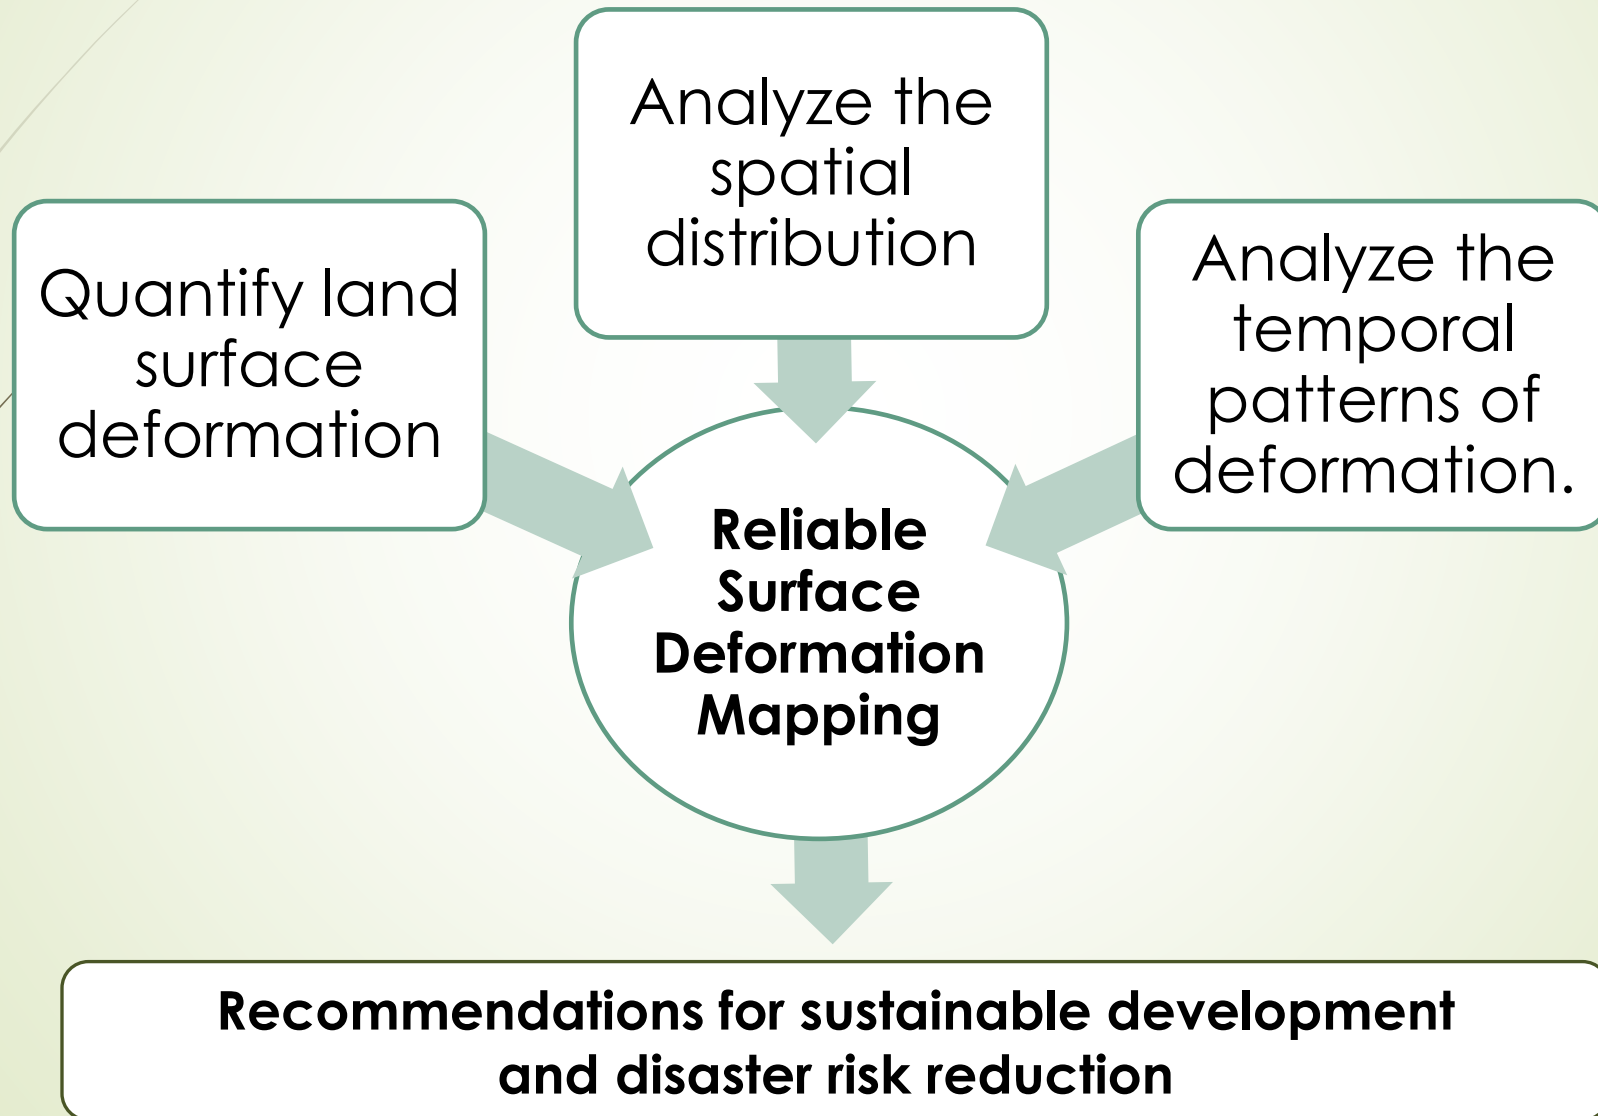 Analyze the
spatial
distribution
Quantify land
surface
deformation
Analyze the
temporal
patterns of
deformation.
Reliable
Surface
Deformation
Mapping
Recommendations for sustainable development
and disaster risk reduction